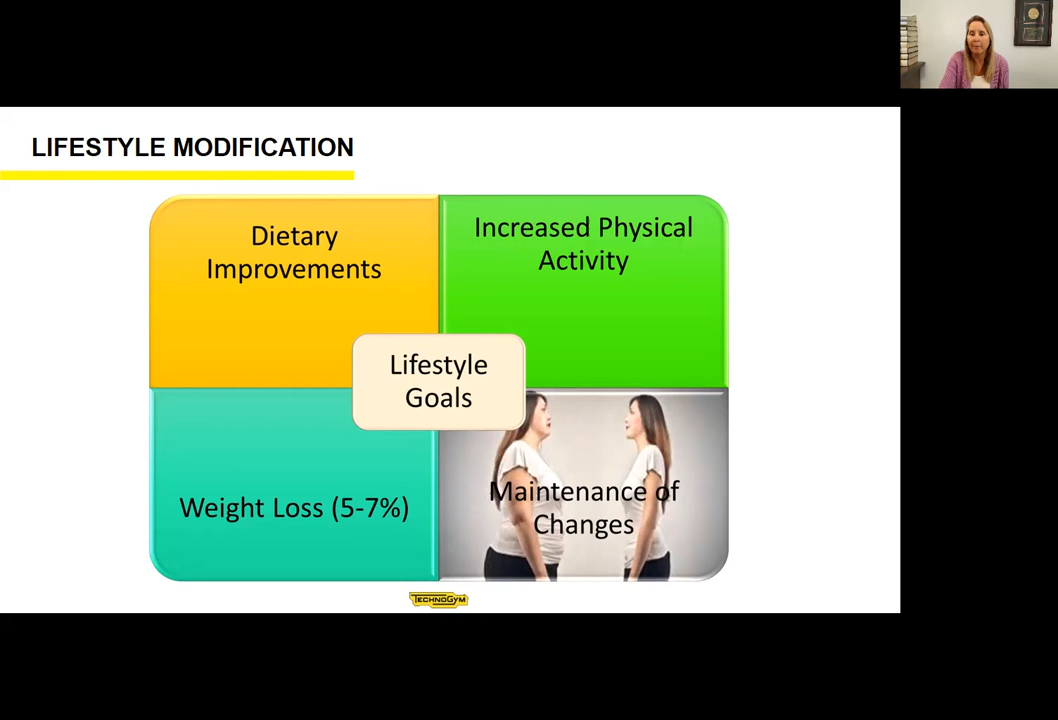 LIFESTYLE MODIFICATION
Dietary
Improvements
Increased Physical
Activity
Lifestyle
Goals
Weight Loss (5-7%)
Maintenance of
Changes
TECHNOGYM